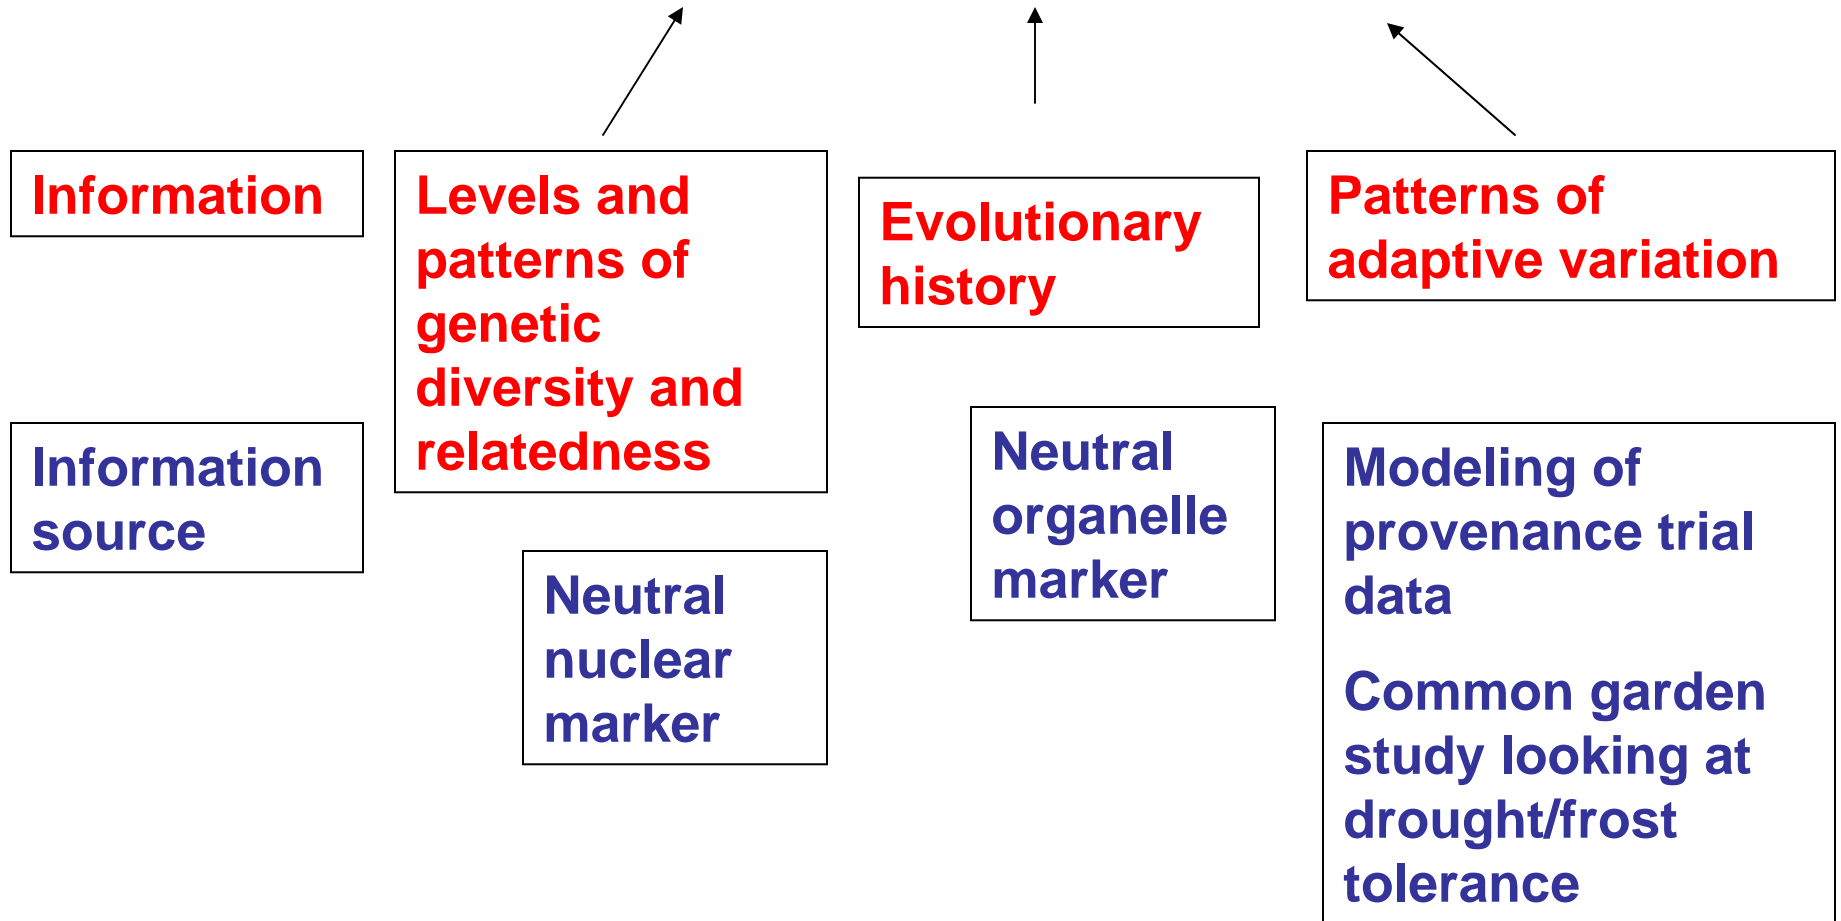 Information
Levels and
patterns of
genetic
diversity and
relatedness
Evolutionary
history
Patterns of
adaptive variation
Information
source
Neutral
nuclear
marker
Neutral
organelle
marker
Modeling of
provenance trial
data
Common garden
study looking at
drought/frost
tolerance